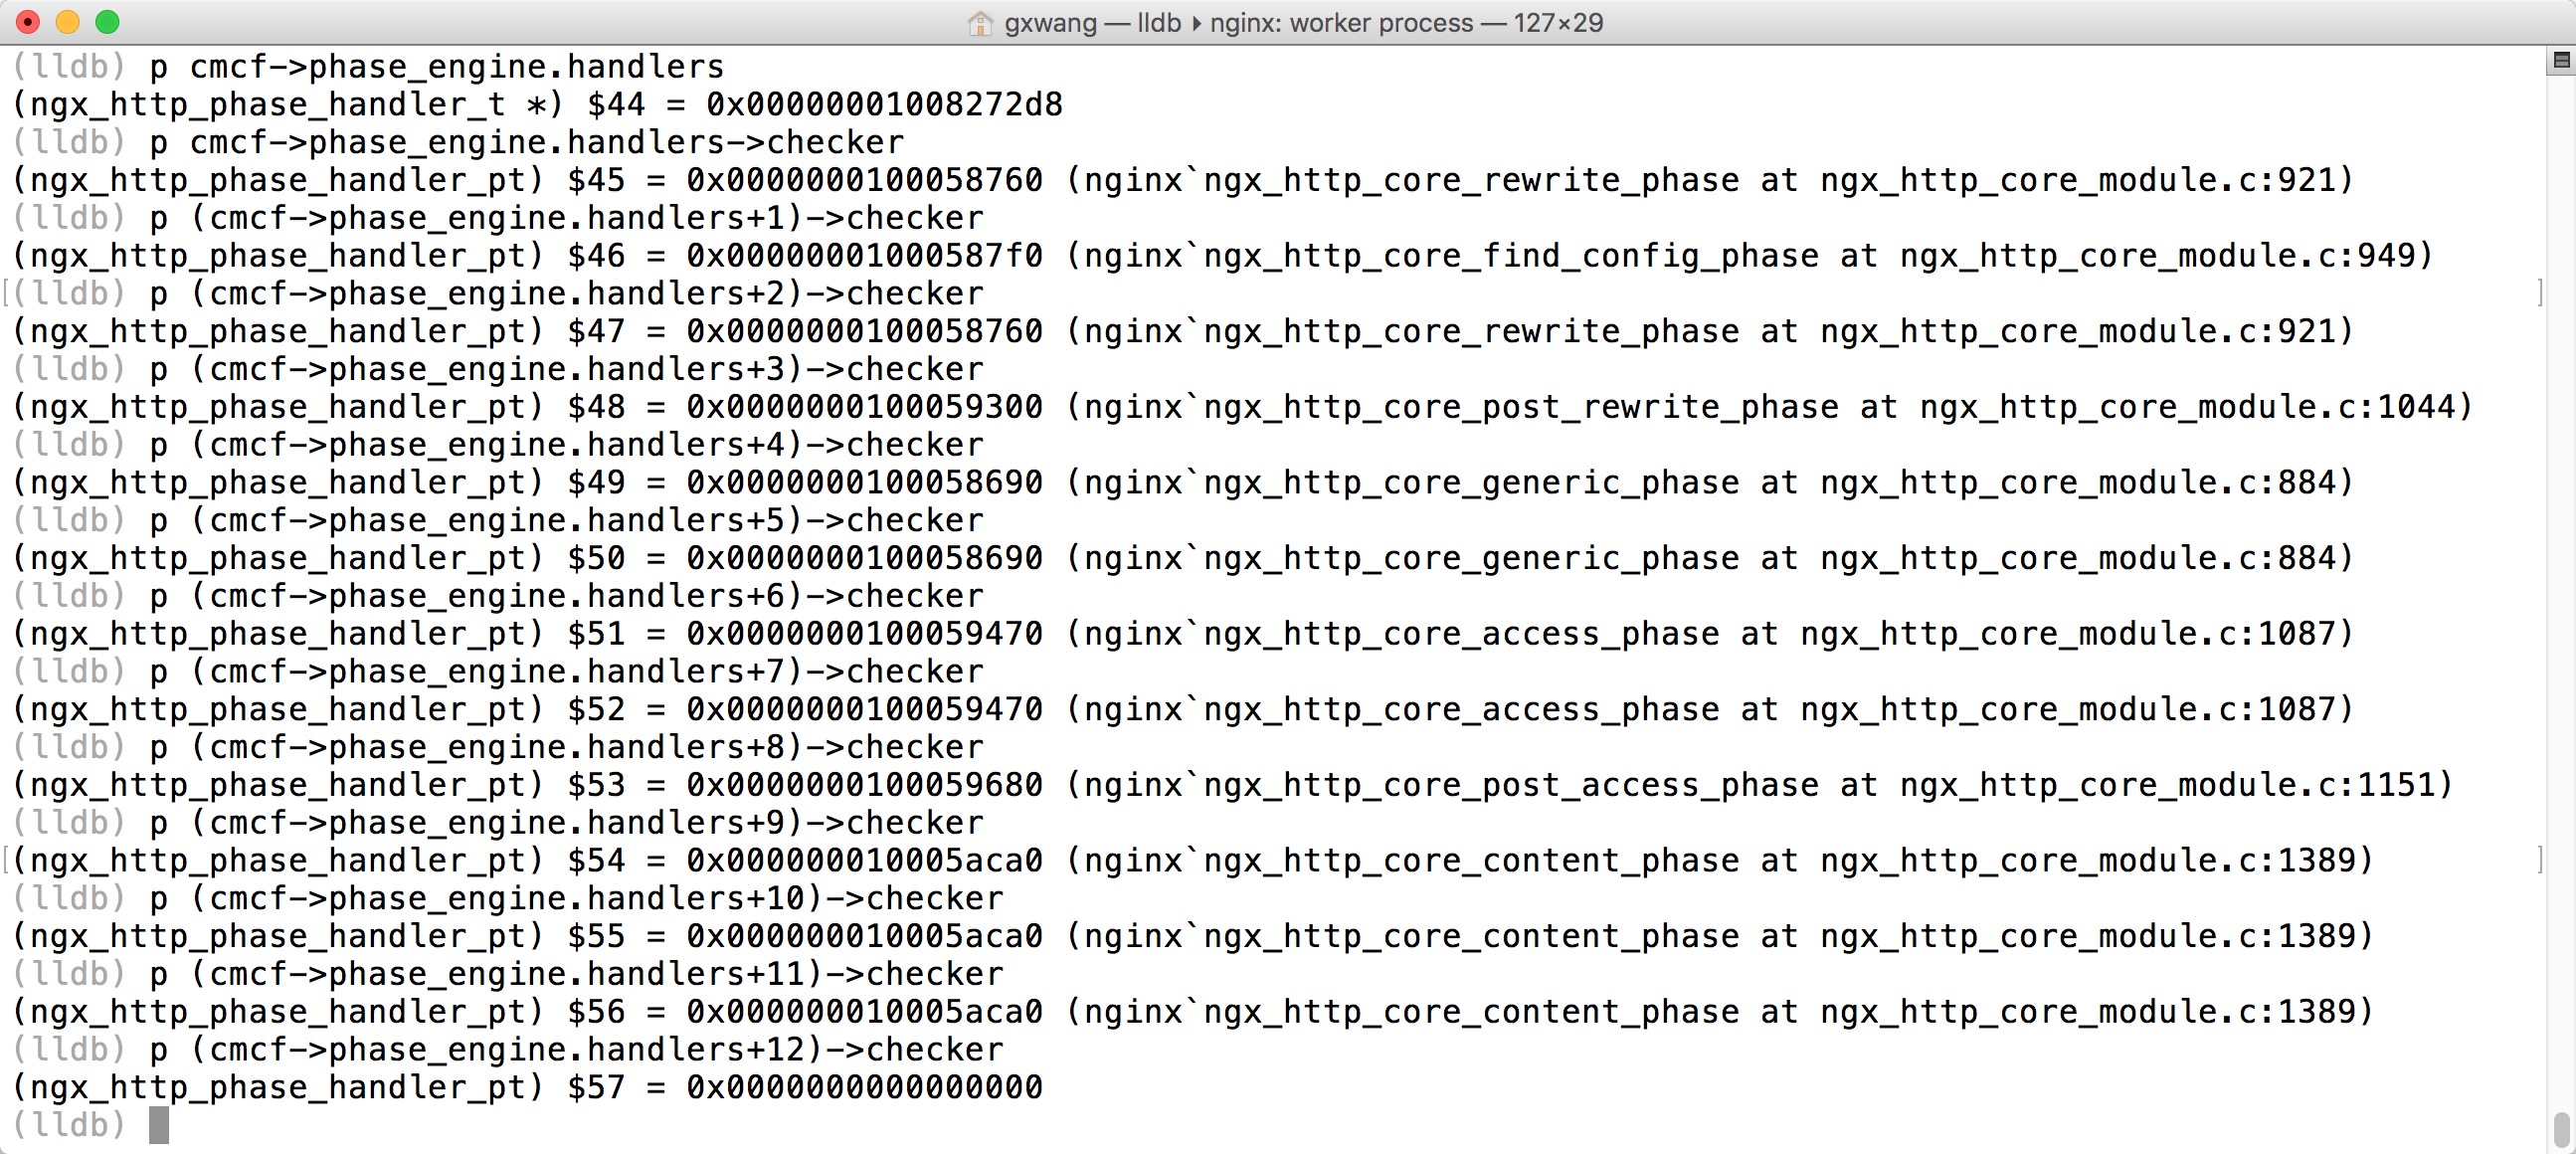 gxwang — lldb ▸ nginx: worker process — 127×29
(lldb) p cmcf->phase_engine.handlers
(ngx_http_phase_handler_t *) $44 = 0x00000001008272d8
(lldb) p cmcf->phase_engine.handlers->checker
(ngx_http_phase_handler_pt) $45 = 0x0000000100058760 (nginx`ngx_http_core_rewrite_phase at ngx_http_core_module.c:921)
(lldb) p (cmcf->phase_engine.handlers+1)->checker
(ngx_http_phase_handler_pt) $46 = 0x00000001000587f0 (nginx`ngx_http_core_find_config_phase at ngx_http_core_module.c:949)
[(lldb) p (cmcf->phase_engine.handlers+2)->checker ]
(ngx_http_phase_handler_pt) $47 = 0x0000000100058760 (nginx`ngx_http_core_rewrite_phase at ngx_http_core_module.c:921)
(lldb) p (cmcf->phase_engine.handlers+3)->checker
(ngx_http_phase_handler_pt) $48 = 0x0000000100059300 (nginx`ngx_http_core_post_rewrite_phase at ngx_http_core_module.c:1044)
(lldb) p (cmcf->phase_engine.handlers+4)->checker
(ngx_http_phase_handler_pt) $49 = 0x0000000100058690 (nginx`ngx_http_core_generic_phase at ngx_http_core_module.c:884)
(lldb) p (cmcf->phase_engine.handlers+5)->checker
(ngx_http_phase_handler_pt) $50 = 0x0000000100058690 (nginx`ngx_http_core_generic_phase at ngx_http_core_module.c:884)
(lldb) p (cmcf->phase_engine.handlers+6)->checker
(ngx_http_phase_handler_pt) $51 = 0x0000000100059470 (nginx`ngx_http_core_access_phase at ngx_http_core_module.c:1087)
(lldb) p (cmcf->phase_engine.handlers+7)->checker
(ngx_http_phase_handler_pt) $52 = 0x0000000100059470 (nginx`ngx_http_core_access_phase at ngx_http_core_module.c:1087)
(lldb) p (cmcf->phase_engine.handlers+8)->checker
(ngx_http_phase_handler_pt) $53 = 0x0000000100059680 (nginx`ngx_http_core_post_access_phase at ngx_http_core_module.c:1151)
(lldb) p (cmcf->phase_engine.handlers+9)->checker
[(ngx_http_phase_handler_pt) $54 = 0x000000010005aca0 (nginx`ngx_http_core_content_phase at ngx_http_core_module.c:1389) ]
(lldb) p (cmcf->phase_engine.handlers+10)->checker
(ngx_http_phase_handler_pt) $55 = 0x000000010005aca0 (nginx`ngx_http_core_content_phase at ngx_http_core_module.c:1389)
(lldb) p (cmcf->phase_engine.handlers+11)->checker
(ngx_http_phase_handler_pt) $56 = 0x000000010005aca0 (nginx`ngx_http_core_content_phase at ngx_http_core_module.c:1389)
(lldb) p (cmcf->phase_engine.handlers+12)->checker
(ngx_http_phase_handler_pt) $57 = 0x0000000000000000
(lldb)